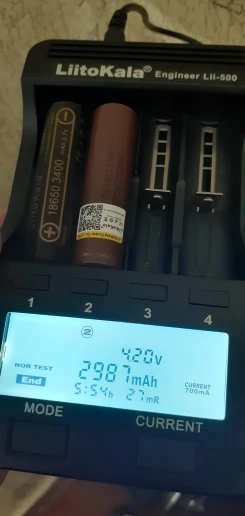 LiitoKala® Engineer Lii-500
18650 3400
LiitoKala
1 2 3 4
2
4.20v
NOR TEST
2987mAh
End
CURRENT
700mA
5:54h 27mR
MODE CURRENT